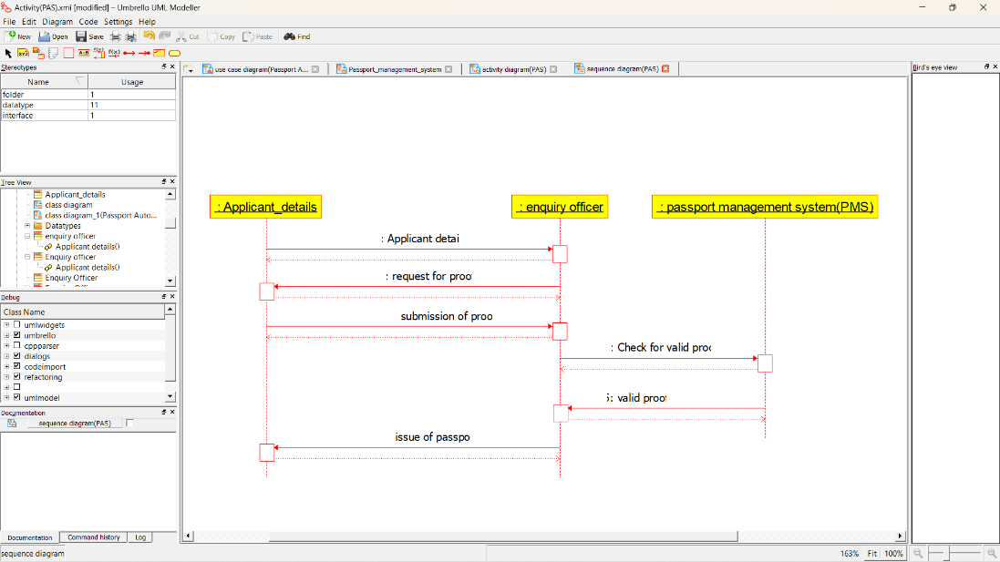 Activity(PAS).xmi [modified] – Umbrello UML Modeller
File Edit Diagram Code Settings Help
New Open Save Cut Copy Paste Find
Stereotypes
Name Usage
folder 1
datatype 11
interface 1
Tree View
Applicant_details
class diagram
class diagram_1(Passport Auto...
Datatypes
enquiry officer
Applicant details()
Enquiry officer
Applicant details()
Enquiry Officer
Debug
Class Name
umlwidgets
umbrello
cppparser
dialogs
codeimport
refactoring
umlmodel
Documentation
sequence diagram(PAS)
Documentation Command history Log
sequence diagram
use case diagram(Passport A... Passport_management_system activity diagram(PAS) sequence diagram(PAS)
: Applicant_details : enquiry officer : passport management system(PMS)
: Applicant detai
: request for proo
submission of proo
: Check for valid proo
5: valid proof
issue of passpo
Bird's eye view
163% Fit 100%